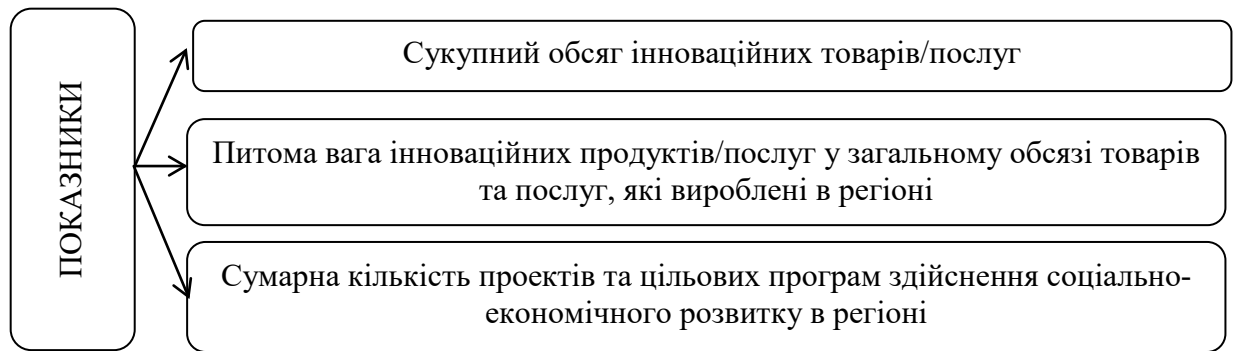 ПОКАЗНИКИ
Сукупний обсяг інноваційних товарів/послуг
Питома вага інноваційних продуктів/послуг у загальному обсязі товарів
та послуг, які вироблені в регіоні
Сумарна кількість проектів та цільових програм здійснення соціально-
економічного розвитку в регіоні